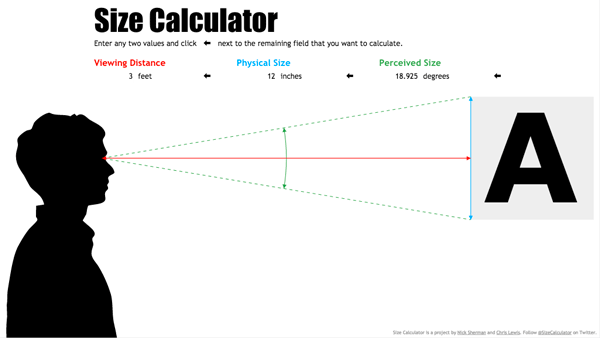 Size Calculator
Enter any two values and click ⬅ next to the remaining field that you want to calculate.
Viewing Distance Physical Size Perceived Size
3 feet ⬅ 12 inches ⬅ 18.925 degrees ⬅
A
Size Calculator is a project by Nick Sherman and Chris Lewis. Follow @SizeCalculator on Twitter.